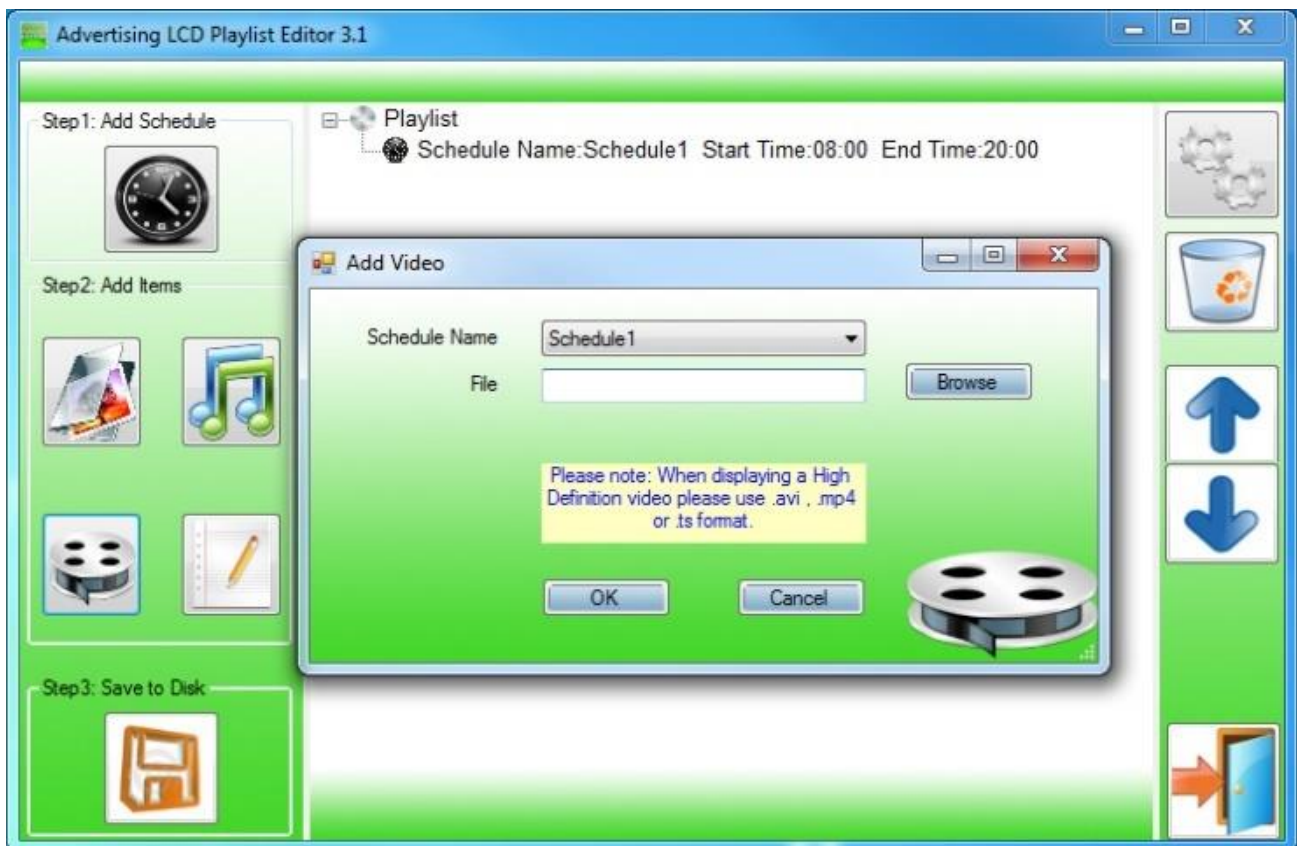 Advertising LCD Playlist Editor 3.1
Step1: Add Schedule
Playlist
Schedule Name:Schedule1 Start Time:08:00 End Time:20:00
Step2: Add Items
Add Video
Schedule Name
Schedule1
File
Browse
Please note: When displaying a High
Definition video please use .avi , .mp4
or .ts format.
OK
Cancel
Step3: Save to Disk